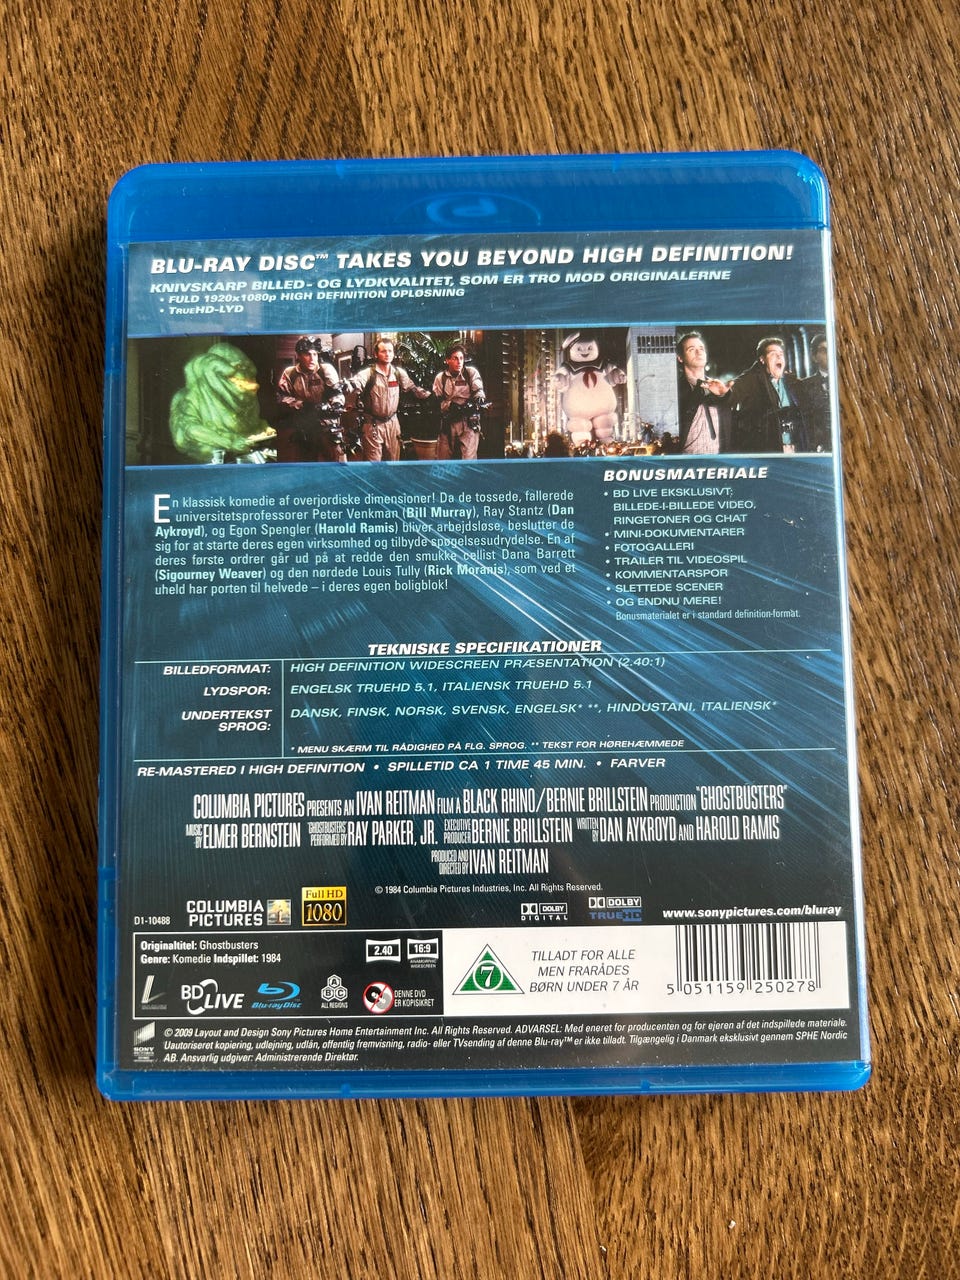 BLU-RAY DISC™ TAKES YOU BEYOND HIGH DEFINITION!
KNIVSKARP BILLED- OG LYDKVALITET, SOM ER TRO MOD ORIGINALERNE
• FULD 1920x1080p HIGH DEFINITION OPLØSNING
• TRUEHD-LYD
En klassisk komedie af overjordiske dimensioner! Da de tossede, fallerede
universitetsprofessorer Peter Venkman (Bill Murray), Ray Stantz (Dan
Aykroyd), og Egon Spengler (Harold Ramis) bliver arbejdsløse, beslutter de
sig for at starte deres egen virksomhed og tilbyde spøgelsesudrydelse. En af
deres første ordrer går ud på at redde den smukke cellist Dana Barrett
(Sigourney Weaver) og den nørdede Louis Tully (Rick Moranis), som ved et
uheld har porten til helvede – i deres egen boligblok!
BONUSMATERIALE
• BD LIVE EKSKLUSIVT;
BILLEDE-I-BILLEDE VIDEO,
RINGETONER OG CHAT
• MINI-DOKUMENTARER
• FOTOGALLERI
• TRAILER TIL VIDEOSPIL
• KOMMENTARSPOR
• SLETTEDE SCENER
• OG ENDNU MERE!
Bonusmaterialet er i standard definition-format.
TEKNISKE SPECIFIKATIONER
BILLEDFORMAT: HIGH DEFINITION WIDESCREEN PRÆSENTATION (2.40:1)
LYDSPOR: ENGELSK TRUEHD 5.1, ITALIENSK TRUEHD 5.1
UNDERTEKST SPROG: DANSK, FINSK, NORSK, SVENSK, ENGELSK* **, HINDUSTANI, ITALIENSK*
* MENU SKÆRM TIL RÅDIGHED PÅ FLG. SPROG. ** TEKST FOR HØREHÆMMEDE
RE-MASTERED I HIGH DEFINITION • SPILLETID CA 1 TIME 45 MIN. • FARVER
COLUMBIA PICTURES PRESENTS AN IVAN REITMAN FILM A BLACK RHINO/BERNIE BRILLSTEIN PRODUCTION "GHOSTBUSTERS"
MUSIC BY ELMER BERNSTEIN "GHOSTBUSTERS" PERFORMED BY RAY PARKER, JR. EXECUTIVE PRODUCER BERNIE BRILLSTEIN WRITTEN BY DAN AYKROYD AND HAROLD RAMIS
PRODUCED AND DIRECTED BY IVAN REITMAN
© 1984 Columbia Pictures Industries, Inc. All Rights Reserved.
D1-10488
COLUMBIA
PICTURES
Full HD
1080
DOLBY
DIGITAL
DOLBY
TRUEHD
www.sonypictures.com/bluray
Originaltitel: Ghostbusters
Genre: Komedie Indspillet: 1984
2.40
16:9
ANAMORPHIC
WIDESCREEN
BD LIVE
Blu-ray Disc
ABC
ALL REGIONS
DENNE DVD
ER KOPISIKRET
7
TILLADT FOR ALLE
MEN FRARÅDES
BØRN UNDER 7 ÅR
5 051159 250278
SONY
© 2009 Layout and Design Sony Pictures Home Entertainment Inc. All Rights Reserved. ADVARSEL: Med eneret for producenten og for ejeren af det indspillede materiale.
Uautoriseret kopiering, udlejning, udlån, offentlig fremvisning, radio- eller TVsending af denne Blu-ray™ er ikke tilladt. Tilgængelig i Danmark eksklusivt gennem SPHE Nordic
AB. Ansvarlig udgiver: Administrerende Direktør.